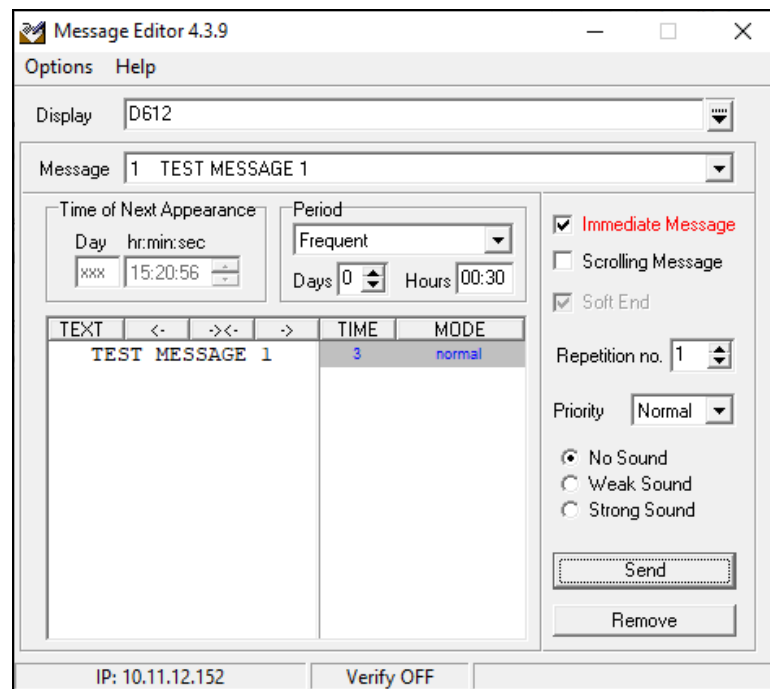 Message Editor 4.3.9
Options Help
Display D612
Message 1 TEST MESSAGE 1
Time of Next Appearance
Day hr:min:sec
xxx 15:20:56
Period
Frequent
Days 0 Hours 00:30
TEXT <- -><- -> TIME MODE
TEST MESSAGE 1 3 normal
Immediate Message
Scrolling Message
Soft End
Repetition no. 1
Priority Normal
No Sound
Weak Sound
Strong Sound
Send
Remove
IP: 10.11.12.152 Verify OFF